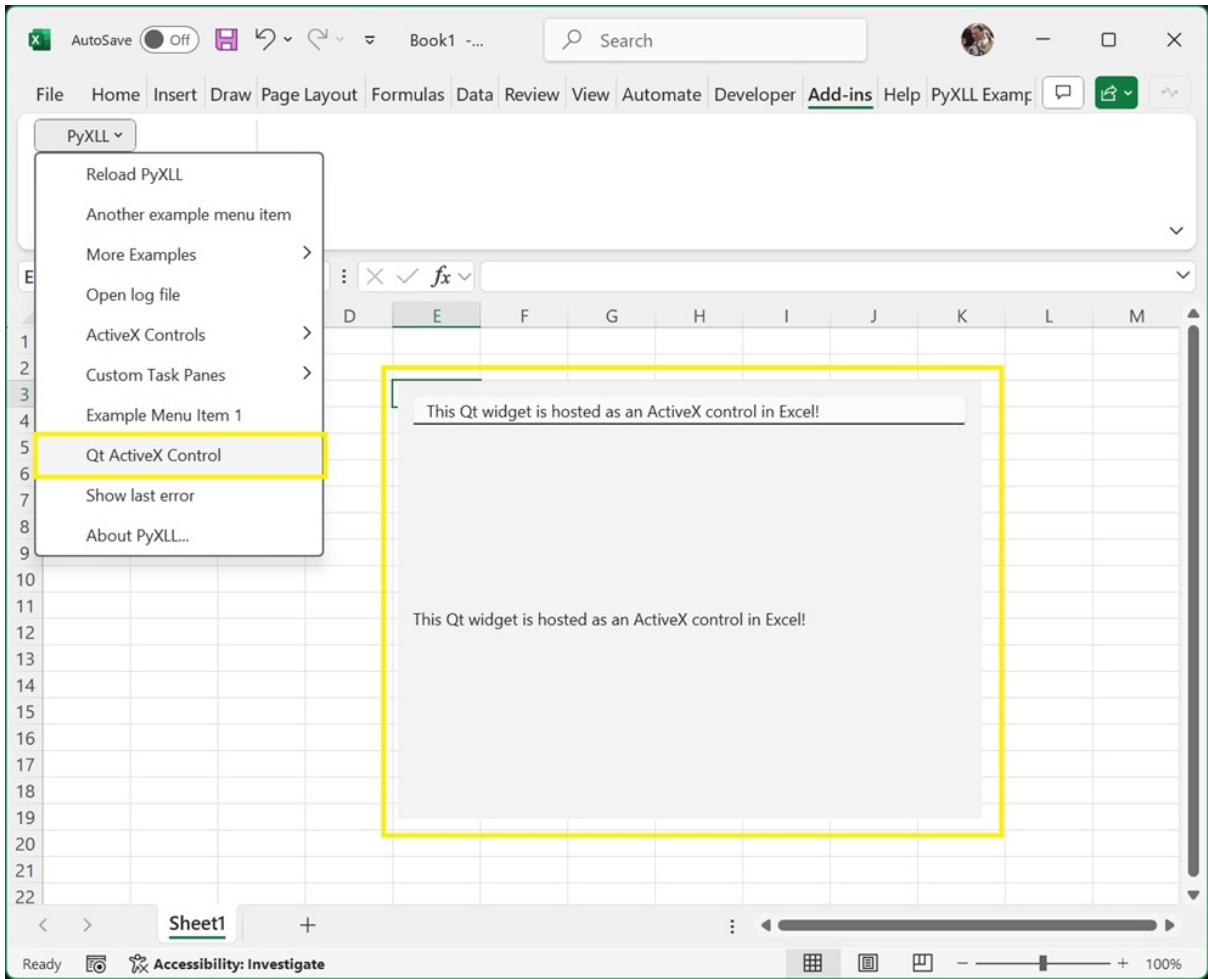 AutoSave Off Book1 -... Search
File Home Insert Draw Page Layout Formulas Data Review View Automate Developer Add-ins Help PyXLL Examp
PyXLL
Reload PyXLL
Another example menu item
More Examples
Open log file
ActiveX Controls
Custom Task Panes
Example Menu Item 1
Qt ActiveX Control
Show last error
About PyXLL...
E fx
D E F G H I J K L M
1
2
3
This Qt widget is hosted as an ActiveX control in Excel!
4
5
6
7
8
9
10
11
This Qt widget is hosted as an ActiveX control in Excel!
12
13
14
15
16
17
18
19
20
21
22
Sheet1
Ready Accessibility: Investigate 100%